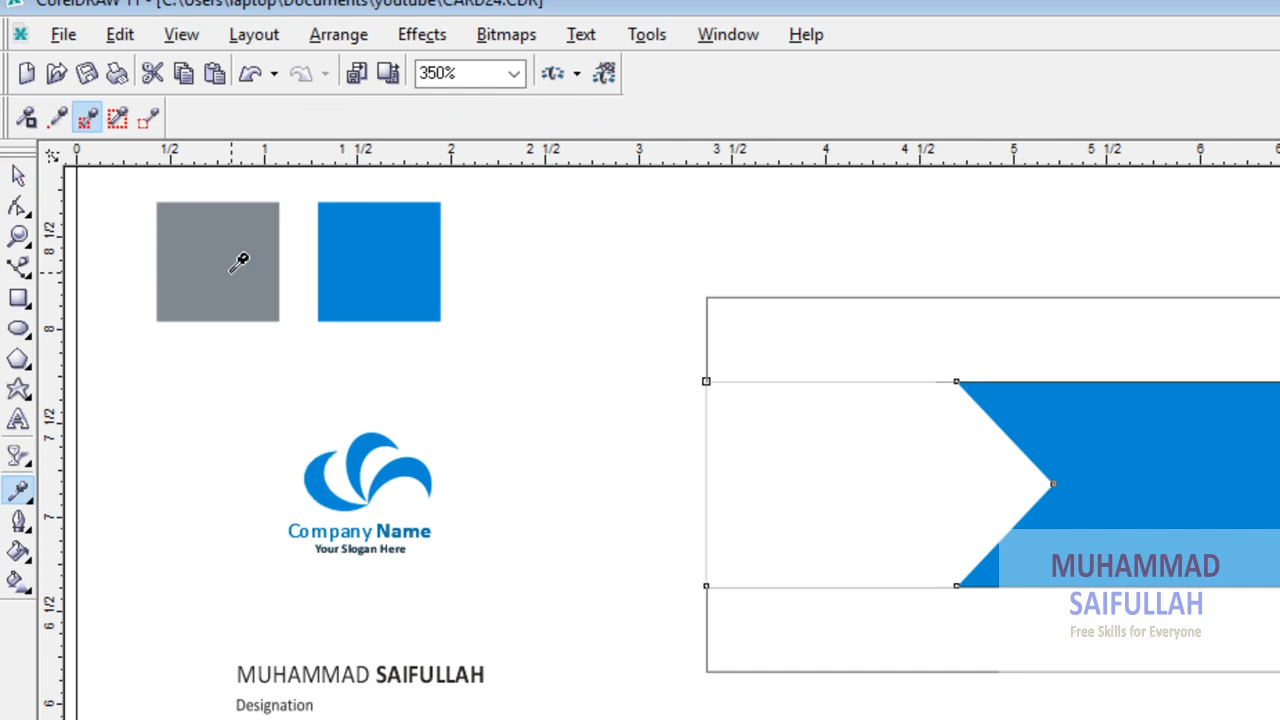 CorelDRAW 11 - [C:\Users\laptop\Documents\youtube\CARD24.CDR]
File Edit View Layout Arrange Effects Bitmaps Text Tools Window Help
350%
0 1/2 1 1 1/2 2 2 1/2 3 3 1/2 4 4 1/2 5 5 1/2 6
8 1/2
8
7 1/2
7
6 1/2
6
Company Name
Your Slogan Here
MUHAMMAD
SAIFULLAH
Free Skills for Everyone
MUHAMMAD SAIFULLAH
Designation